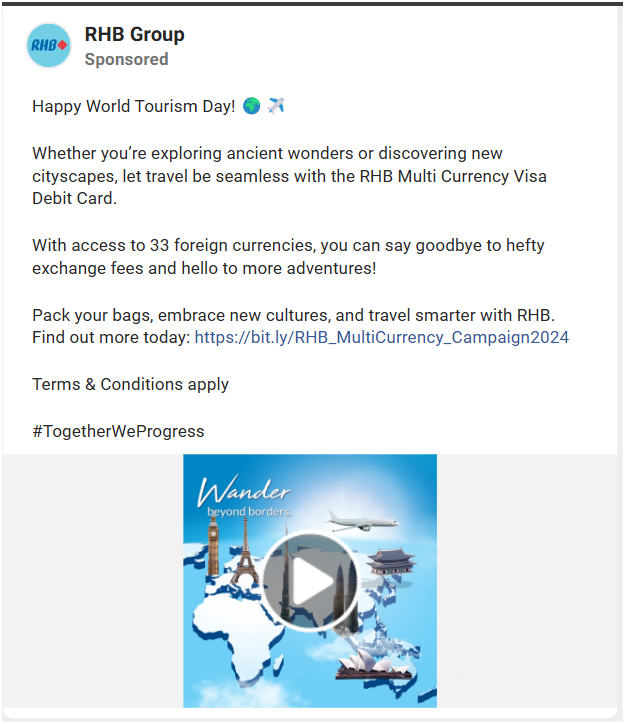 RHB
RHB Group
Sponsored
Happy World Tourism Day! 🌍 ✈️
Whether you’re exploring ancient wonders or discovering new
cityscapes, let travel be seamless with the RHB Multi Currency Visa
Debit Card.
With access to 33 foreign currencies, you can say goodbye to hefty
exchange fees and hello to more adventures!
Pack your bags, embrace new cultures, and travel smarter with RHB.
Find out more today: https://bit.ly/RHB_MultiCurrency_Campaign2024
Terms & Conditions apply
#TogetherWeProgress
Wander
beyond borders.